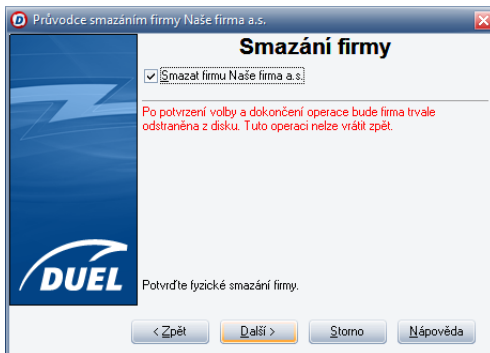 Průvodce smazáním firmy Naše firma a.s.
Smazání firmy
Smazat firmu Naše firma a.s.
Po potvrzení volby a dokončení operace bude firma trvale
odstraněna z disku. Tuto operaci nelze vrátit zpět.
DUEL
Potvrďte fyzické smazání firmy.
< Zpět
Další >
Storno
Nápověda